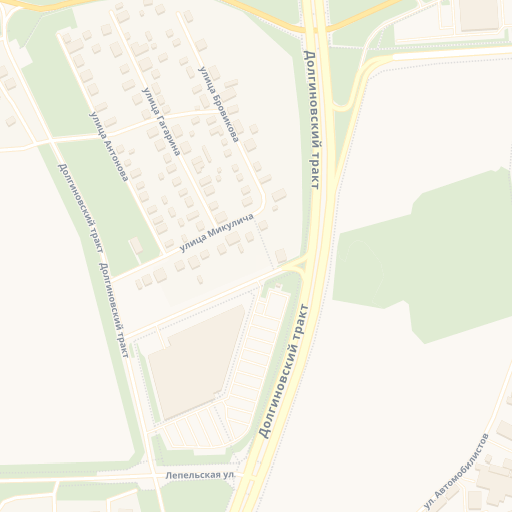 Долгиновский тракт
улица Бровикова
улица Гагарина
улица Антонова
Долгиновский тракт
улица Микулича
Долгиновский тракт
Долгиновский тракт
ул. Автомобилистов
Лепельская ул.